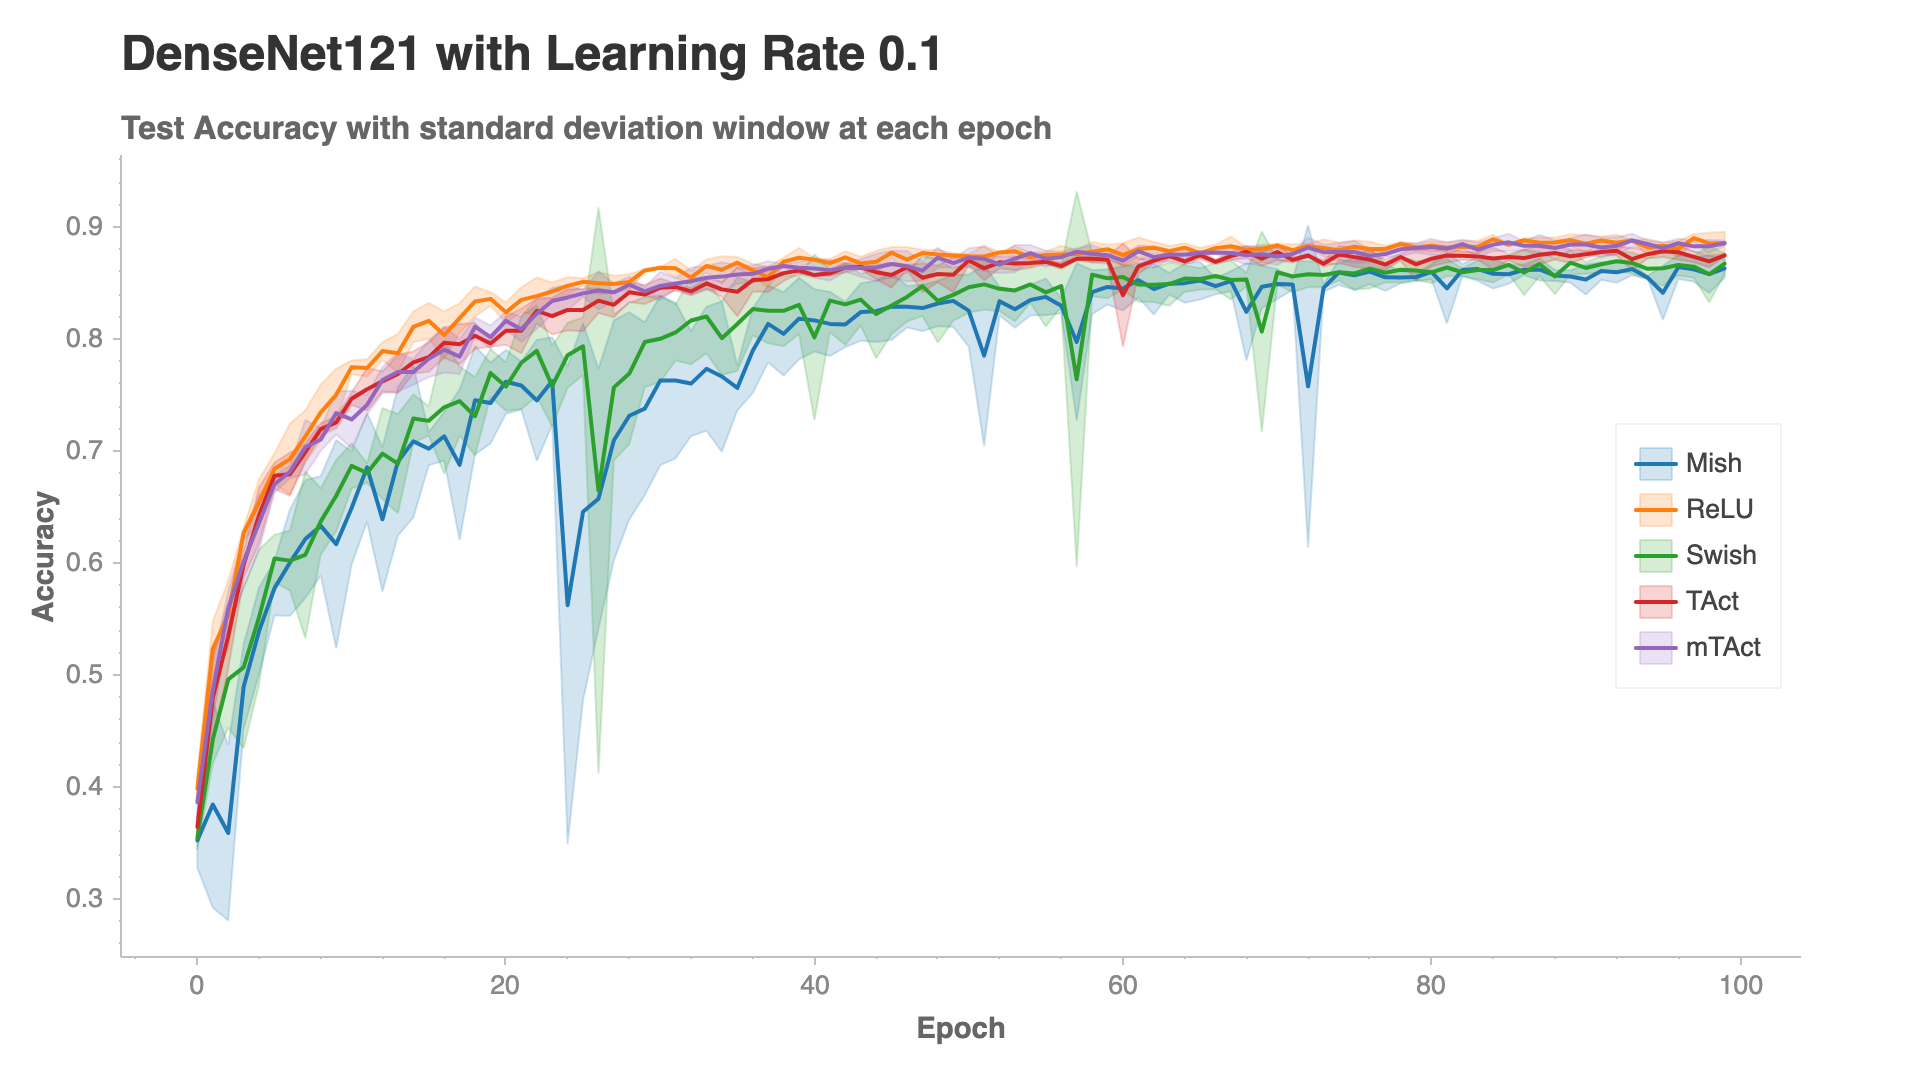 DenseNet121 with Learning Rate 0.1
Test Accuracy with standard deviation window at each epoch
Accuracy
0.9
0.8
0.7
0.6
0.5
0.4
0.3
Mish
ReLU
Swish
TAct
mTAct
0 20 40 60 80 100
Epoch